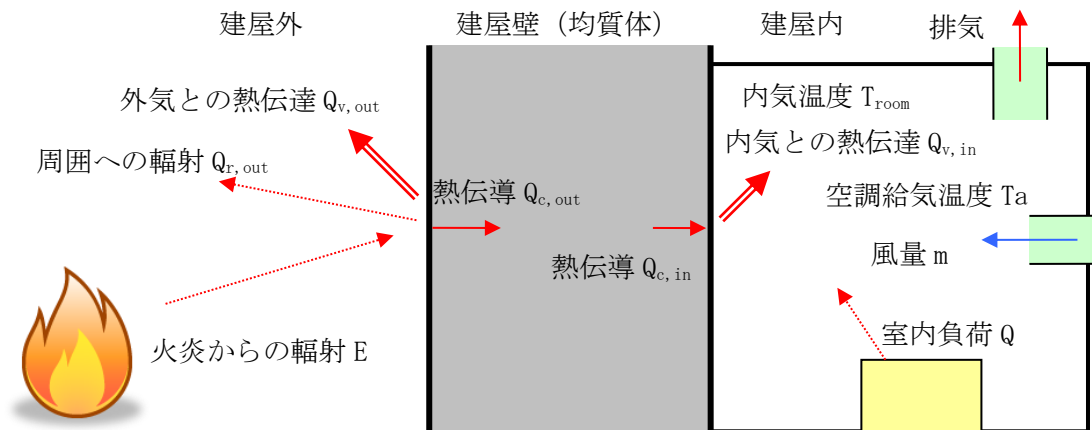 建屋外
建屋壁（均質体）
建屋内
排気
外気との熱伝達 Qv,out
内気温度 Troom
周囲への輻射 Qr,out
内気との熱伝達 Qv,in
熱伝導 Qc,out
空調給気温度 Ta
熱伝導 Qc,in
風量 m
火炎からの輻射 E
室内負荷 Q